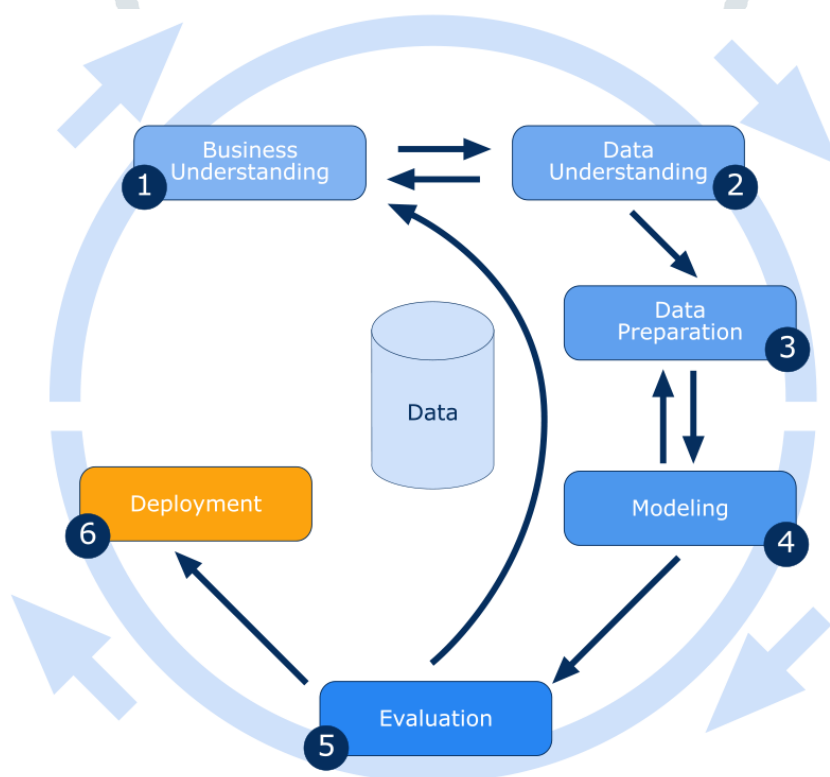 Business
Understanding
1
Data
Understanding
2
Data
Preparation
3
Data
Modeling
4
Deployment
6
Evaluation
5